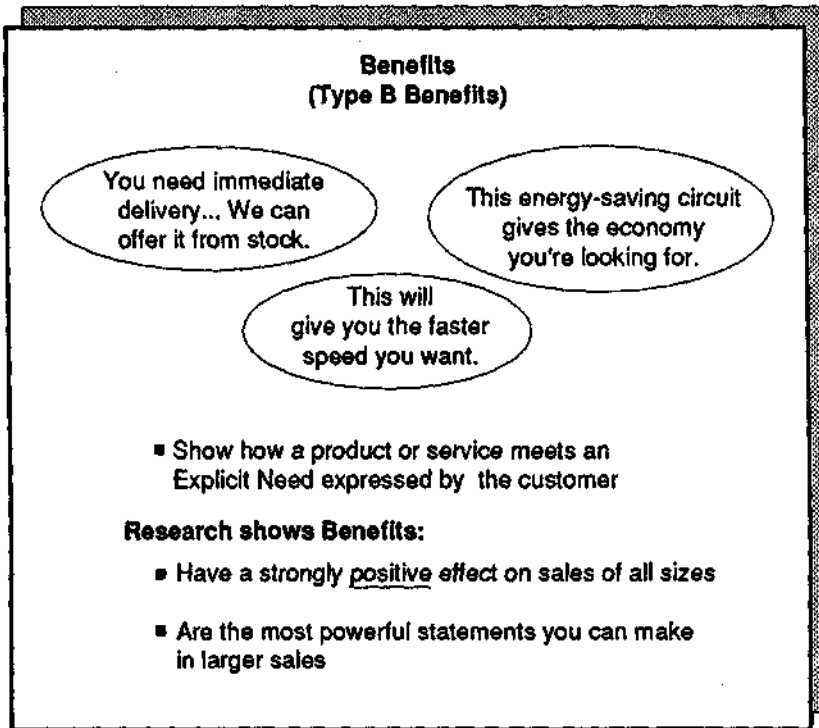 Benefits
(Type B Benefits)
You need immediate
delivery... We can
offer it from stock.
This energy-saving circuit
gives the economy
you're looking for.
This will
give you the faster
speed you want.
▪ Show how a product or service meets an
Explicit Need expressed by the customer
Research shows Benefits:
▪ Have a strongly positive effect on sales of all sizes
▪ Are the most powerful statements you can make
in larger sales